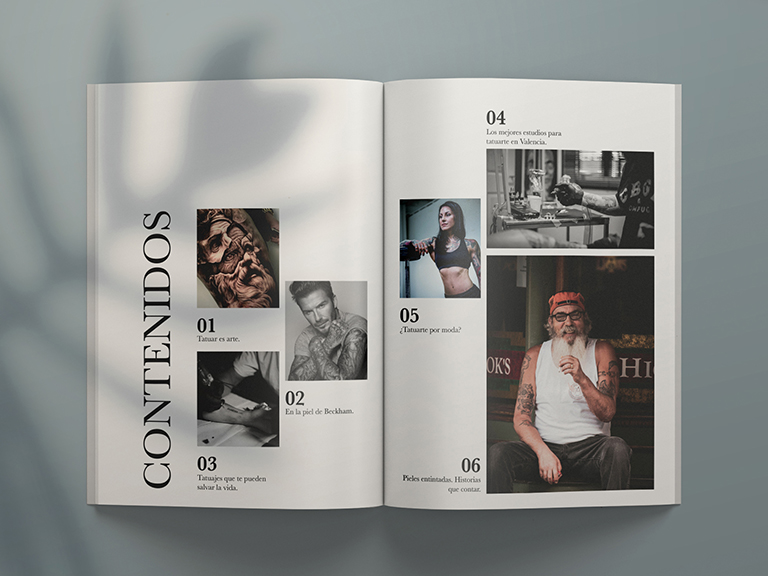 CONTENIDOS
01
Tatuar es arte.
02
En la piel de Beckham.
03
Tatuajes que te pueden
salvar la vida.
04
Los mejores estudios para
tatuarte en Valencia.
05
¿Tatuarte por moda?
06
Pieles entintadas. Historias
que contar.
OK'S
HI